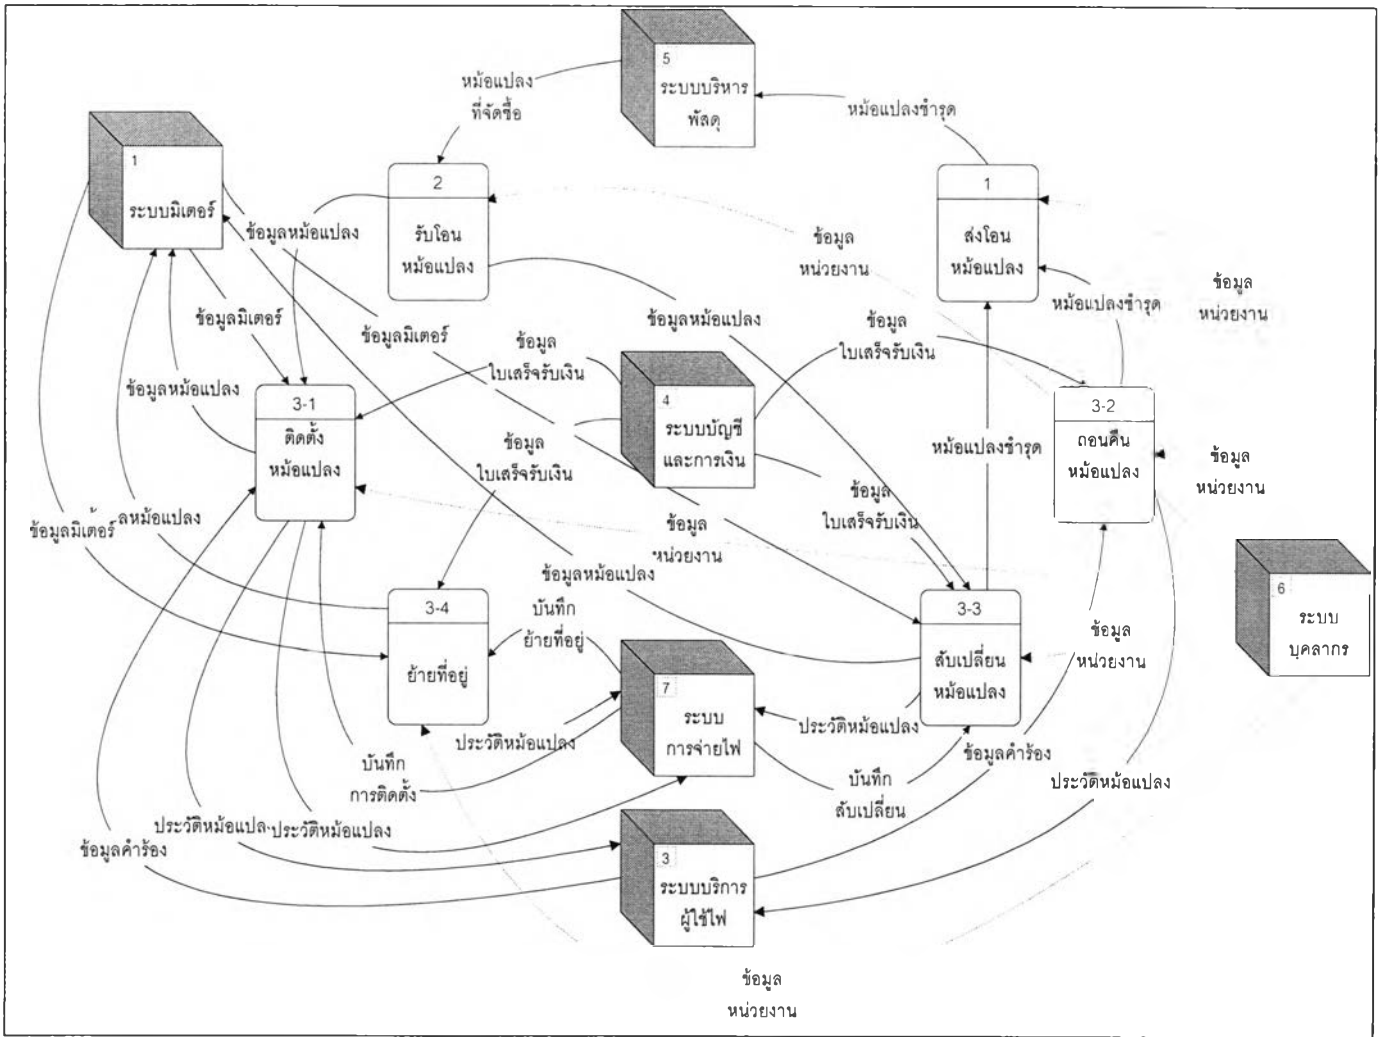 5
ระบบบริหาร
พัสดุ
หม้อแปลง
ที่จัดซื้อ
หม้อแปลงชำรุด
1
ระบบมิเตอร์
2
รับโอน
หม้อแปลง
1
ส่งโอน
หม้อแปลง
ข้อมูลหม้อแปลง
ข้อมูล
หน่วยงาน
ข้อมูล
หน่วยงาน
หม้อแปลงชำรุด
ข้อมูลมิเตอร์
ข้อมูลมิเตอร์
ข้อมูลหม้อแปลง
ข้อมูล
ใบเสร็จรับเงิน
ข้อมูล
ใบเสร็จรับเงิน
ข้อมูลหม้อแปลง
3-1
ติดตั้ง
หม้อแปลง
4
ระบบบัญชี
และการเงิน
3-2
ถอนคืน
หม้อแปลง
ข้อมูล
ใบเสร็จรับเงิน
หม้อแปลงชำรุด
ข้อมูล
หน่วยงาน
ข้อมูล
ใบเสร็จรับเงิน
ข้อมูลมิเตอร์
ลหม้อแปลง
ข้อมูล
หน่วยงาน
ข้อมูลหม้อแปลง
3-4
ย้ายที่อยู่
บันทึก
ย้ายที่อยู่
3-3
สับเปลี่ยน
หม้อแปลง
ข้อมูล
หน่วยงาน
6
ระบบ
บุคลากร
7
ระบบ
การจ่ายไฟ
ประวัติหม้อแปลง
ประวัติหม้อแปลง
ข้อมูลคำร้อง
บันทึก
การติดตั้ง
บันทึก
สับเปลี่ยน
ประวัติหม้อแปลง
ประวัติหม้อแปล
ประวัติหม้อแปลง
ข้อมูลคำร้อง
3
ระบบบริการ
ผู้ใช้ไฟ
ข้อมูล
หน่วยงาน